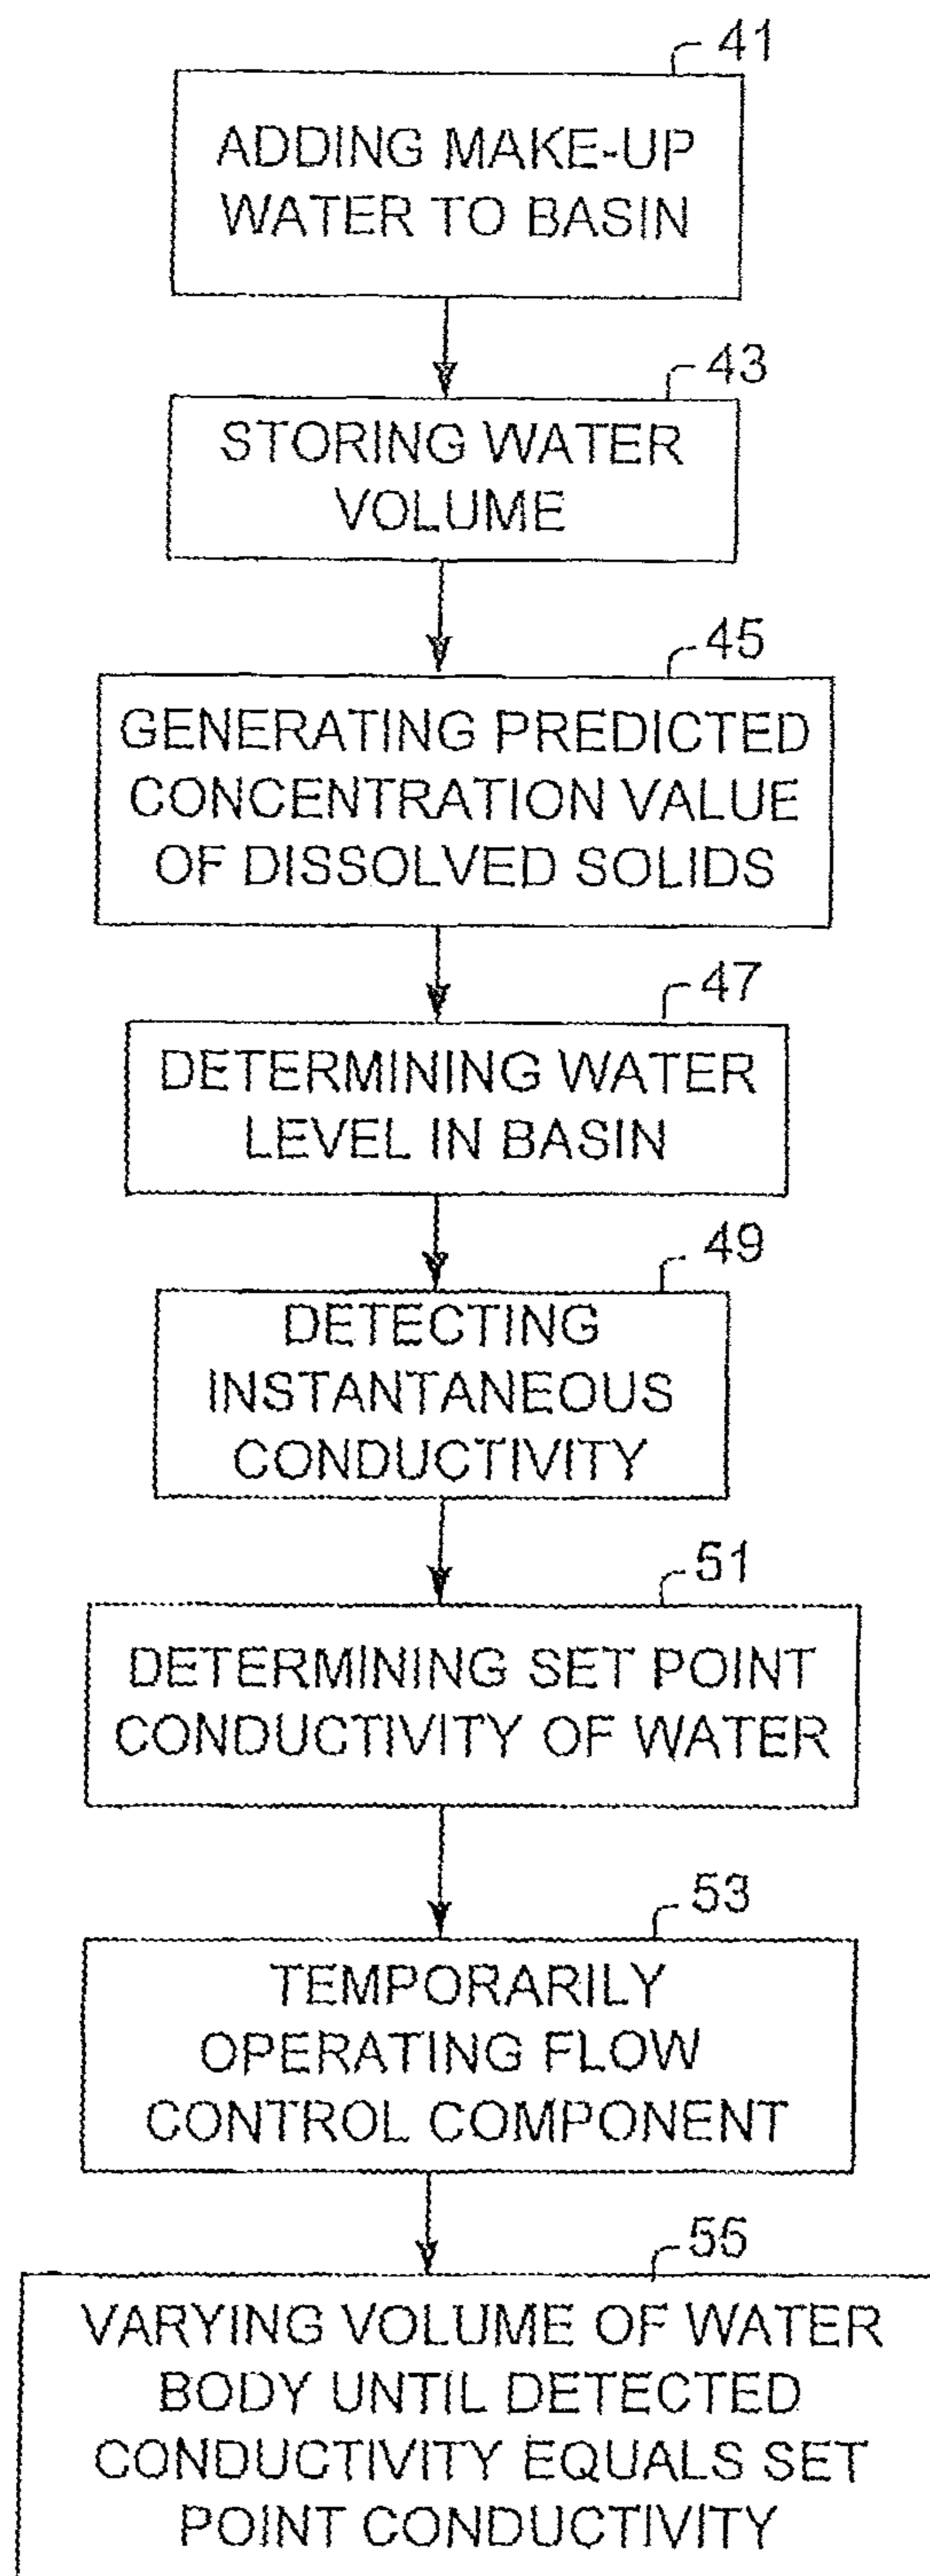 41
ADDING MAKE-UP
WATER TO BASIN
43
STORING WATER
VOLUME
45
GENERATING PREDICTED
CONCENTRATION VALUE
OF DISSOLVED SOLIDS
47
DETERMINING WATER
LEVEL IN BASIN
49
DETECTING
INSTANTANEOUS
CONDUCTIVITY
51
DETERMINING SET POINT
CONDUCTIVITY OF WATER
53
TEMPORARILY
OPERATING FLOW
CONTROL COMPONENT
55
VARYING VOLUME OF WATER
BODY UNTIL DETECTED
CONDUCTIVITY EQUALS SET
POINT CONDUCTIVITY